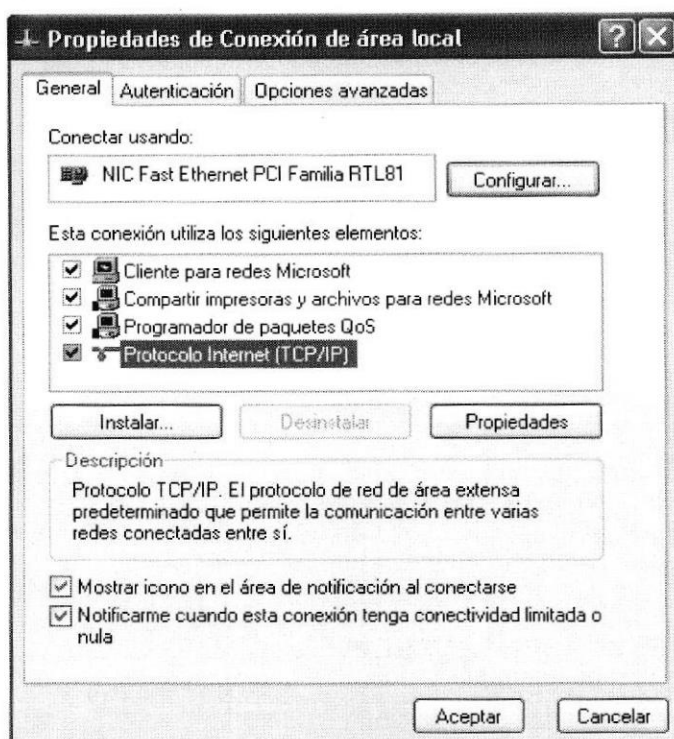 Propiedades de Conexión de área local
General Autenticación Opciones avanzadas
Conectar usando:
NIC Fast Ethernet PCI Familia RTL81
Configurar...
Esta conexión utiliza los siguientes elementos:
Cliente para redes Microsoft
Compartir impresoras y archivos para redes Microsoft
Programador de paquetes QoS
Protocolo Internet (TCP/IP)
Instalar... Desinstalar Propiedades
Descripción
Protocolo TCP/IP. El protocolo de red de área extensa
predeterminado que permite la comunicación entre varias
redes conectadas entre sí.
Mostrar icono en el área de notificación al conectarse
Notificarme cuando esta conexión tenga conectividad limitada o
nula
Aceptar Cancelar